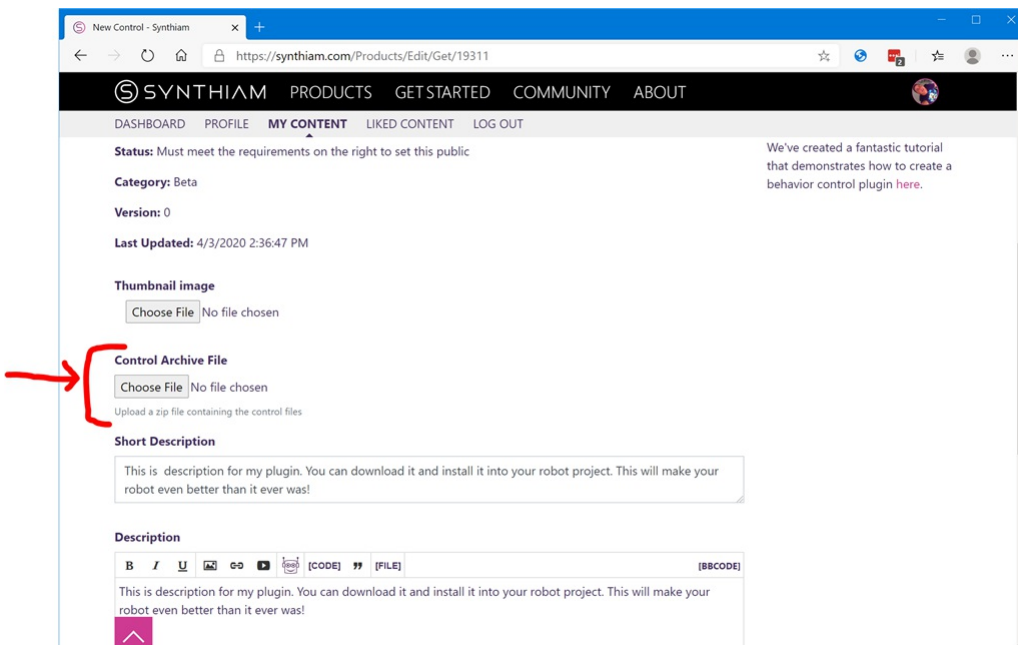 New Control - Synthiam
https://synthiam.com/Products/Edit/Get/19311
2
SYNTHIAM PRODUCTS GET STARTED COMMUNITY ABOUT
DASHBOARD PROFILE MY CONTENT LIKED CONTENT LOG OUT
Status: Must meet the requirements on the right to set this public
Category: Beta
Version: 0
Last Updated: 4/3/2020 2:36:47 PM
Thumbnail image
Choose File No file chosen
Control Archive File
Choose File No file chosen
Upload a zip file containing the control files
Short Description
This is description for my plugin. You can download it and install it into your robot project. This will make your
robot even better than it ever was!
Description
B I U [CODE] [FILE] [BBCODE]
This is description for my plugin. You can download it and install it into your robot project. This will make your
robot even better than it ever was!
We've created a fantastic tutorial
that demonstrates how to create a
behavior control plugin here.